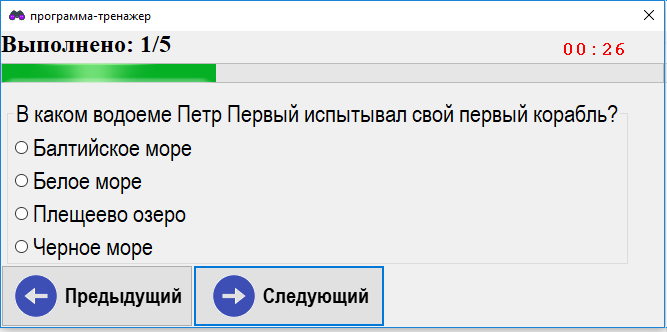 программа-тренажер
Выполнено: 1/5
00:26
В каком водоеме Петр Первый испытывал свой первый корабль?
Балтийское море
Белое море
Плещеево озеро
Черное море
Предыдущий
Следующий